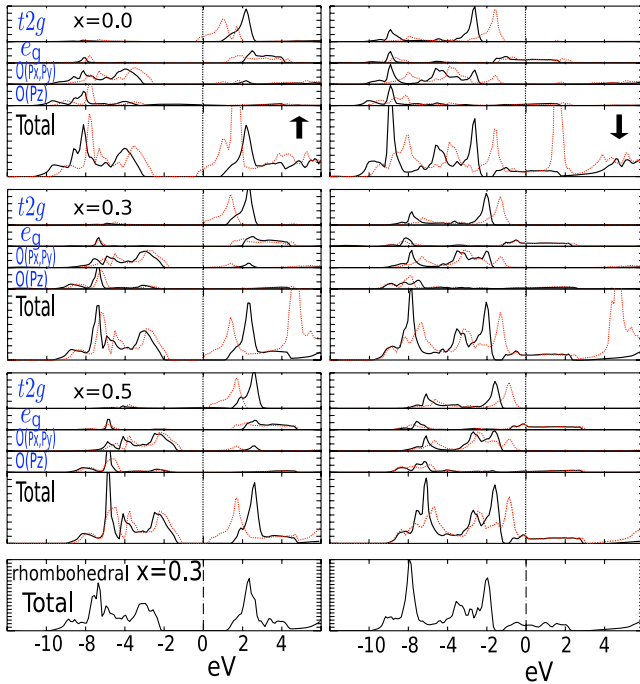 t2g x=0.0
eg
O(Px,Py)
O(Pz)
Total
t2g x=0.3
eg
O(Px,Py)
O(Pz)
Total
t2g x=0.5
eg
O(Px,Py)
O(Pz)
Total
rhombohedral x=0.3
Total
-10 -8 -6 -4 -2 0 2 4
-10 -8 -6 -4 -2 0 2 4
eV
eV